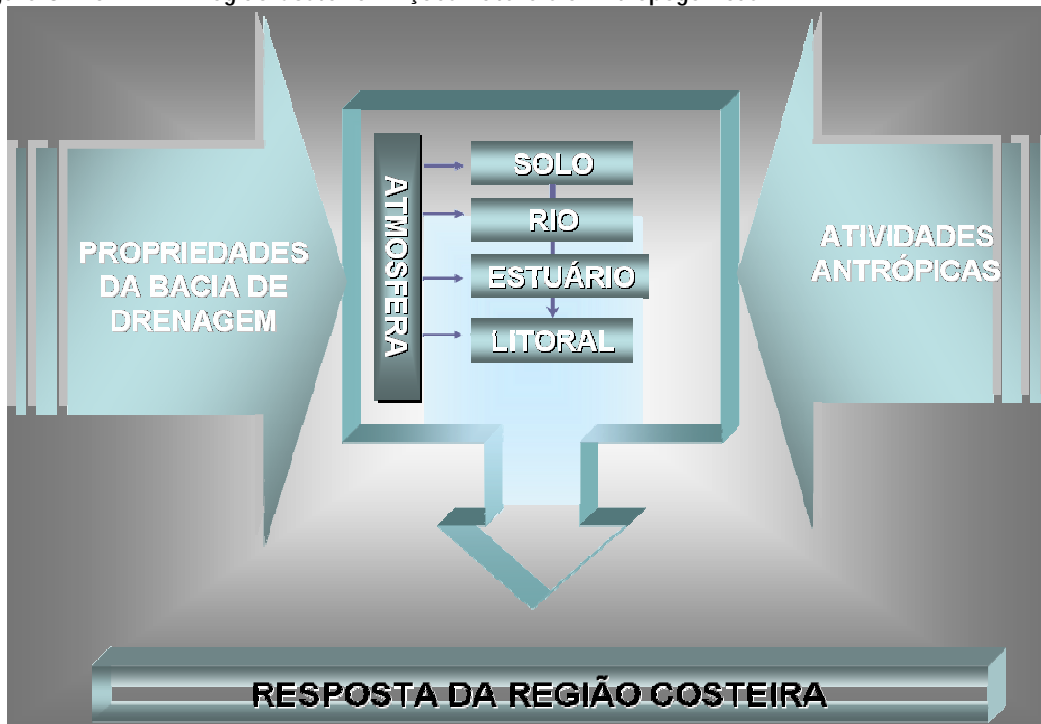 PROPRIEDADES
DA BACIA DE
DRENAGEM
ATMOSFERA
SOLO
RIO
ESTUÁRIO
LITORAL
ATIVIDADES
ANTRÓPICAS
RESPOSTA DA REGIÃO COSTEIRA